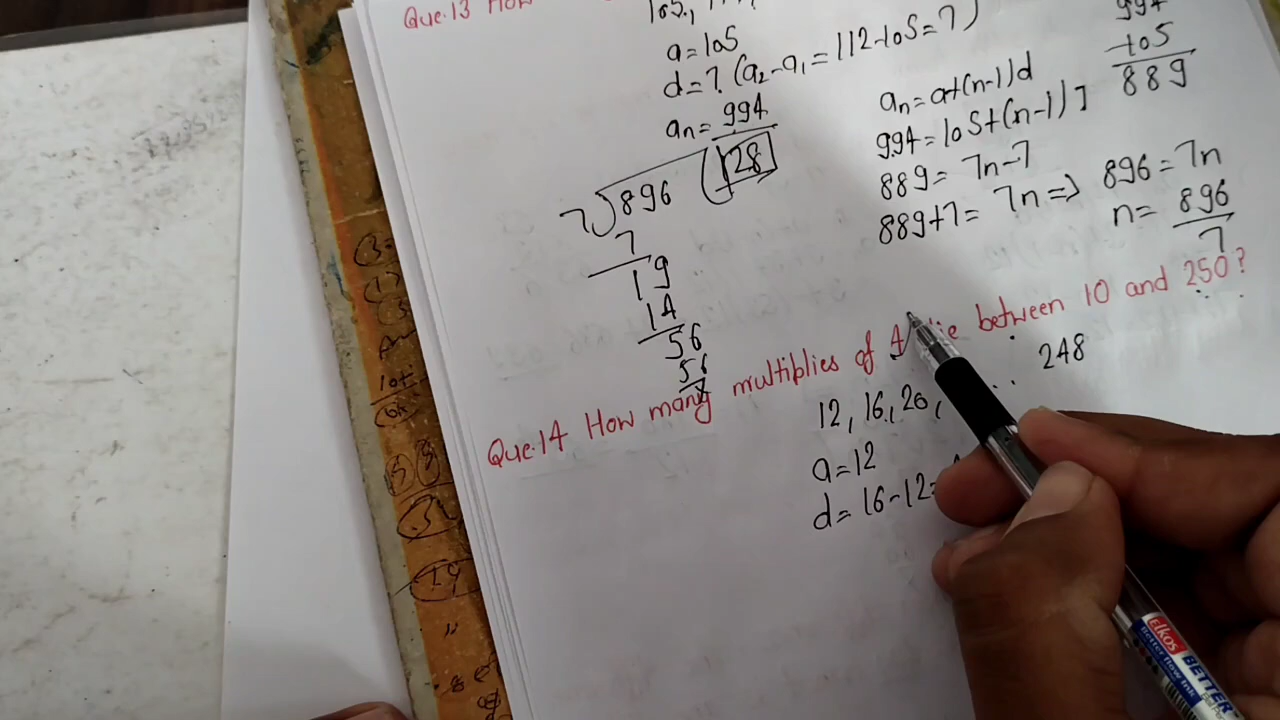 Que.13 How
105,
a=105
d=7. (a2-a1=112-105=7)
an=994
994
-105
889
an=a+(n-1)d
994=105+(n-1)7
889=7n-7
889+7=7n=> 896=7n
n=896/7
7)896(128
7
19
14
56
56
Que.14 How many multiplies of 4 lie between 10 and 250?
12, 16, 20, ... 248
a=12
d=16-12=
Elkos
BETTER
Better flow ink